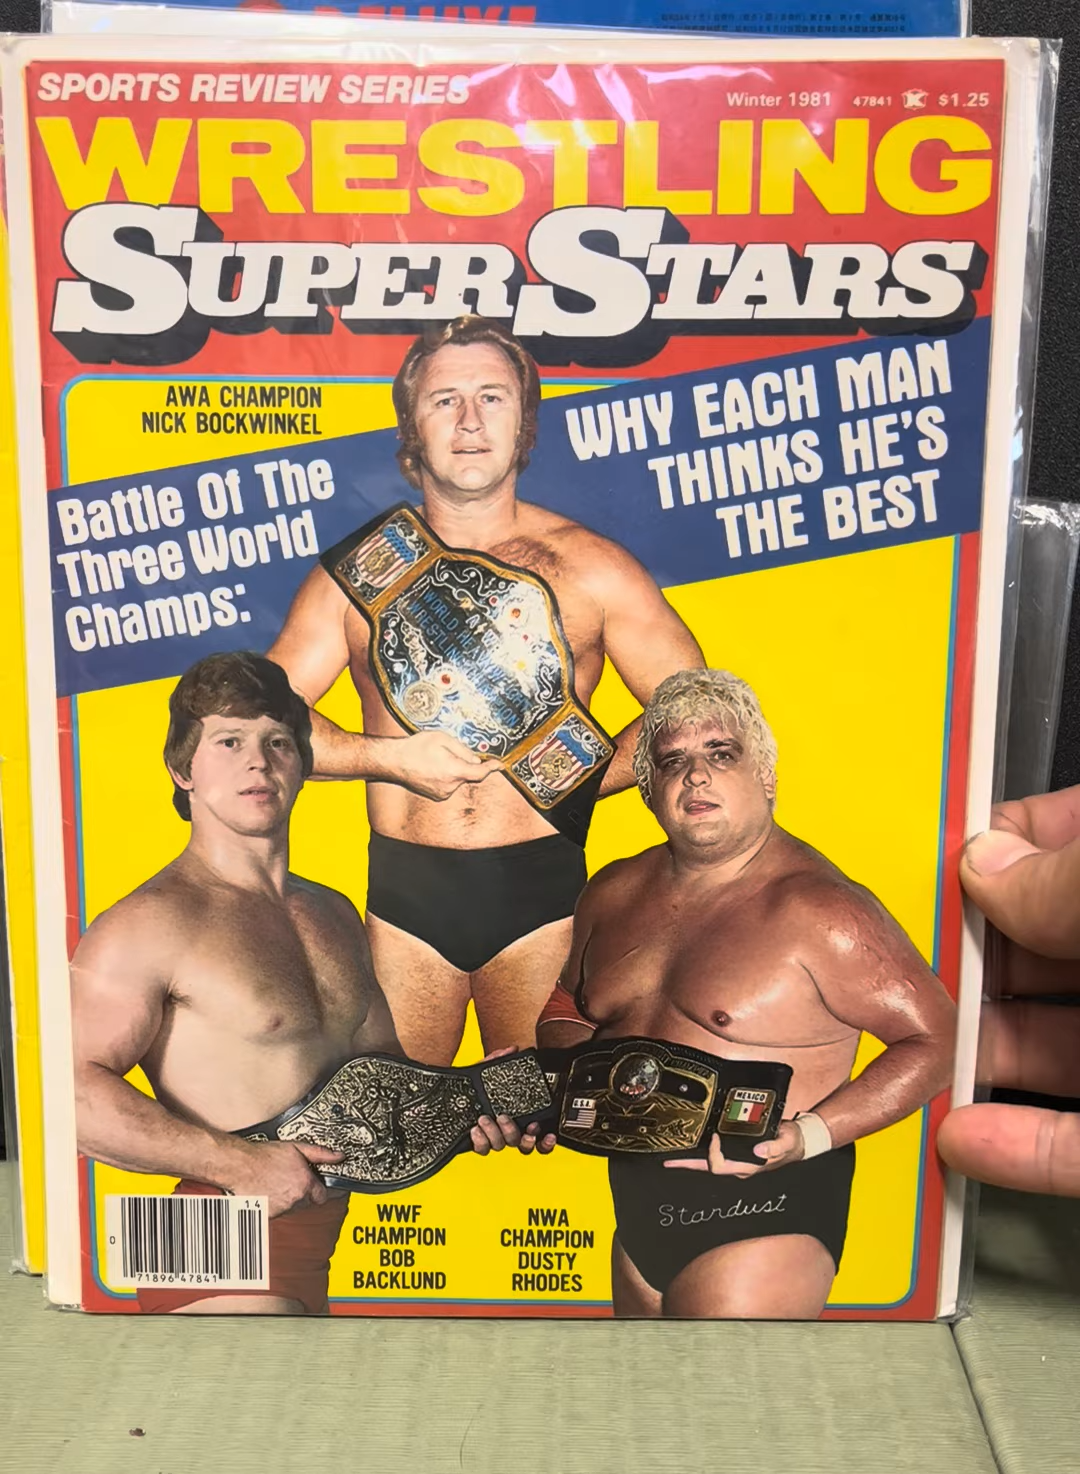 DELUXE
SPORTS REVIEW SERIES
Winter 1981 47841 K $1.25
WRESTLING
SUPERSTARS
AWA CHAMPION
NICK BOCKWINKEL
WHY EACH MAN
THINKS HE'S
THE BEST
Battle Of The
Three World
Champs:
U.S.A.
MEXICO
Stardust
WWF
CHAMPION
BOB
BACKLUND
NWA
CHAMPION
DUSTY
RHODES
14
0
71896 47841